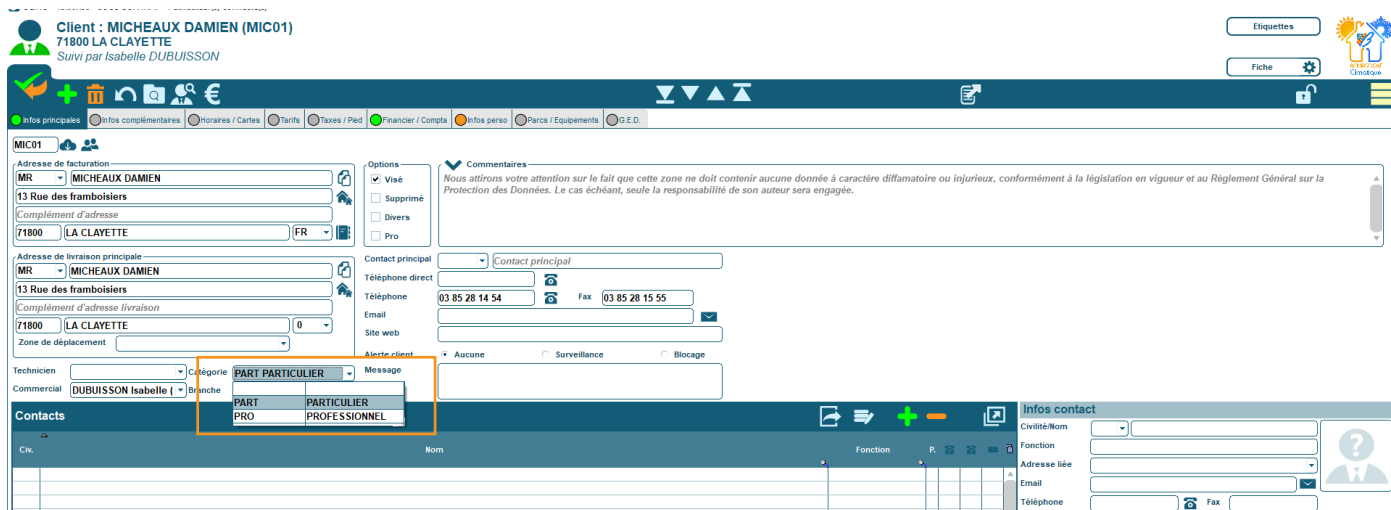 Client : MICHEAUX DAMIEN (MIC01)
71800 LA CLAYETTE
Suivi par Isabelle DUBUISSON
Etiquettes
Fiche
Climatique
Infos principales
Infos complémentaires
Horaires / Cartes
Tarifs
Taxes / Pied
Financier / Compta
Infos perso
Parcs / Equipements
G.E.D.
MIC01
Adresse de facturation
MR MICHEAUX DAMIEN
13 Rue des framboisiers
Complément d'adresse
71800 LA CLAYETTE FR
Options
Visé
Supprimé
Divers
Pro
Commentaires
Nous attirons votre attention sur le fait que cette zone ne doit contenir aucune donnée à caractère diffamatoire ou injurieux, conformément à la législation en vigueur et au Règlement Général sur la
Protection des Données. Le cas échéant, seule la responsabilité de son auteur sera engagée.
Adresse de livraison principale
MR MICHEAUX DAMIEN
13 Rue des framboisiers
Complément d'adresse livraison
71800 LA CLAYETTE 0
Zone de déplacement
Contact principal Contact principal
Téléphone direct
Téléphone 03 85 28 14 54 Fax 03 85 28 15 55
Email
Site web
Alerte client Aucune Surveillance Blocage
Message
Technicien
Catégorie PART PARTICULIER
Commercial DUBUISSON Isabelle (
Branche
PART PARTICULIER
PRO PROFESSIONNEL
Contacts
Civ. Nom Fonction P.
Infos contact
Civilité/Nom
Fonction
Adresse liée
Email
Téléphone Fax